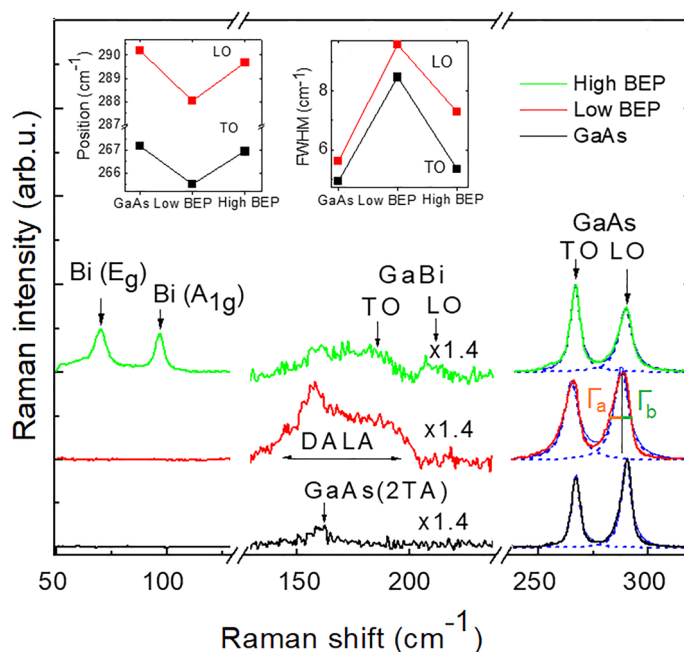 290
289
288
287
267
266
265
Position (cm⁻¹)
LO
TO
GaAs Low BEP High BEP
8
6
FWHM (cm⁻¹)
LO
TO
GaAs Low BEP High BEP
High BEP
Low BEP
GaAs
Raman intensity (arb.u.)
Bi (Eg)
Bi (A1g)
GaBi
TO LO
x1.4
GaAs
TO LO
DALA
x1.4
Γa
Γb
GaAs(2TA)
x1.4
50 100 150 200 250 300
Raman shift (cm⁻¹)